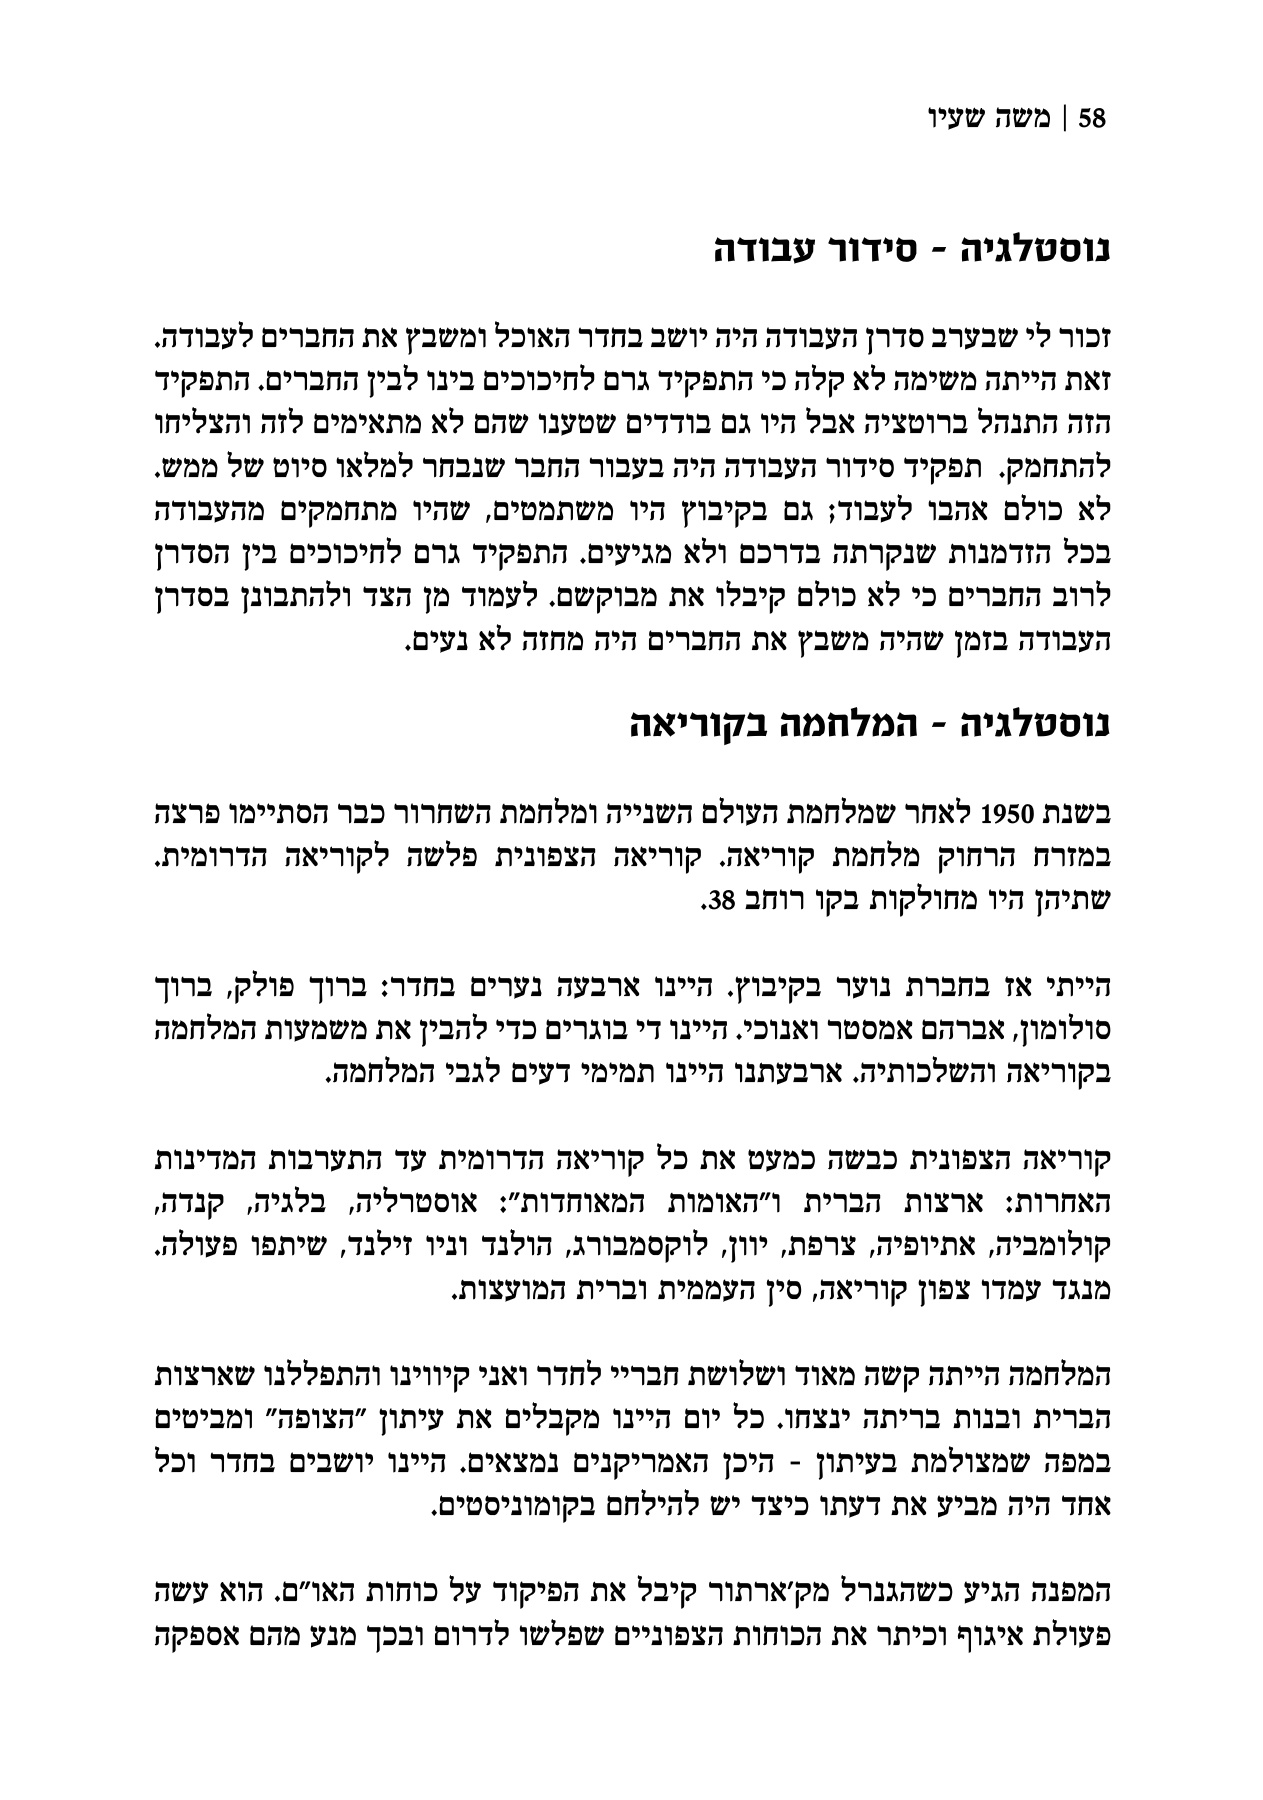 58 | משה שעיו
נוסטלגיה - סידור עבודה
זכור לי שבערב סדרן העבודה היה יושב בחדר האוכל ומשבץ את החברים לעבודה.
זאת הייתה משימה לא קלה כי התפקיד גרם לחיכוכים בינו לבין החברים. התפקיד
הזה התנהל ברוטציה אבל היו גם בודדים שטענו שהם לא מתאימים לזה והצליחו
להתחמק. תפקיד סידור העבודה היה בעבור החבר שנבחר למלאו סיוט של ממש.
לא כולם אהבו לעבוד; גם בקיבוץ היו משתמטים, שהיו מתחמקים מהעבודה
בכל הזדמנות שנקרתה בדרכם ולא מגיעים. התפקיד גרם לחיכוכים בין הסדרן
לרוב החברים כי לא כולם קיבלו את מבוקשם. לעמוד מן הצד ולהתבונן בסדרן
העבודה בזמן שהיה משבץ את החברים היה מחזה לא נעים.
נוסטלגיה - המלחמה בקוריאה
בשנת 1950 לאחר שמלחמת העולם השנייה ומלחמת השחרור כבר הסתיימו פרצה
במזרח הרחוק מלחמת קוריאה. קוריאה הצפונית פלשה לקוריאה הדרומית.
שתיהן היו מחולקות בקו רוחב 38.
הייתי אז בחברת נוער בקיבוץ. היינו ארבעה נערים בחדר: ברוך פולק, ברוך
סולומון, אברהם אמסטר ואנוכי. היינו די בוגרים כדי להבין את משמעות המלחמה
בקוריאה והשלכותיה. ארבעתנו היינו תמימי דעים לגבי המלחמה.
קוריאה הצפונית כבשה כמעט את כל קוריאה הדרומית עד התערבות המדינות
האחרות: ארצות הברית ו"האומות המאוחדות": אוסטרליה, בלגיה, קנדה,
קולומביה, אתיופיה, צרפת, יוון, לוקסמבורג, הולנד וניו זילנד, שיתפו פעולה.
מנגד עמדו צפון קוריאה, סין העממית וברית המועצות.
המלחמה הייתה קשה מאוד ושלושת חבריי לחדר ואני קיווינו והתפללנו שארצות
הברית ובנות בריתה ינצחו. כל יום היינו מקבלים את עיתון "הצופה" ומביטים
במפה שמצולמת בעיתון - היכן האמריקנים נמצאים. היינו יושבים בחדר וכל
אחד היה מביע את דעתו כיצד יש להילחם בקומוניסטים.
המפנה הגיע כשהגנרל מק'ארתור קיבל את הפיקוד על כוחות האו"ם. הוא עשה
פעולת איגוף וכיתר את הכוחות הצפוניים שפלשו לדרום ובכך מנע מהם אספקה